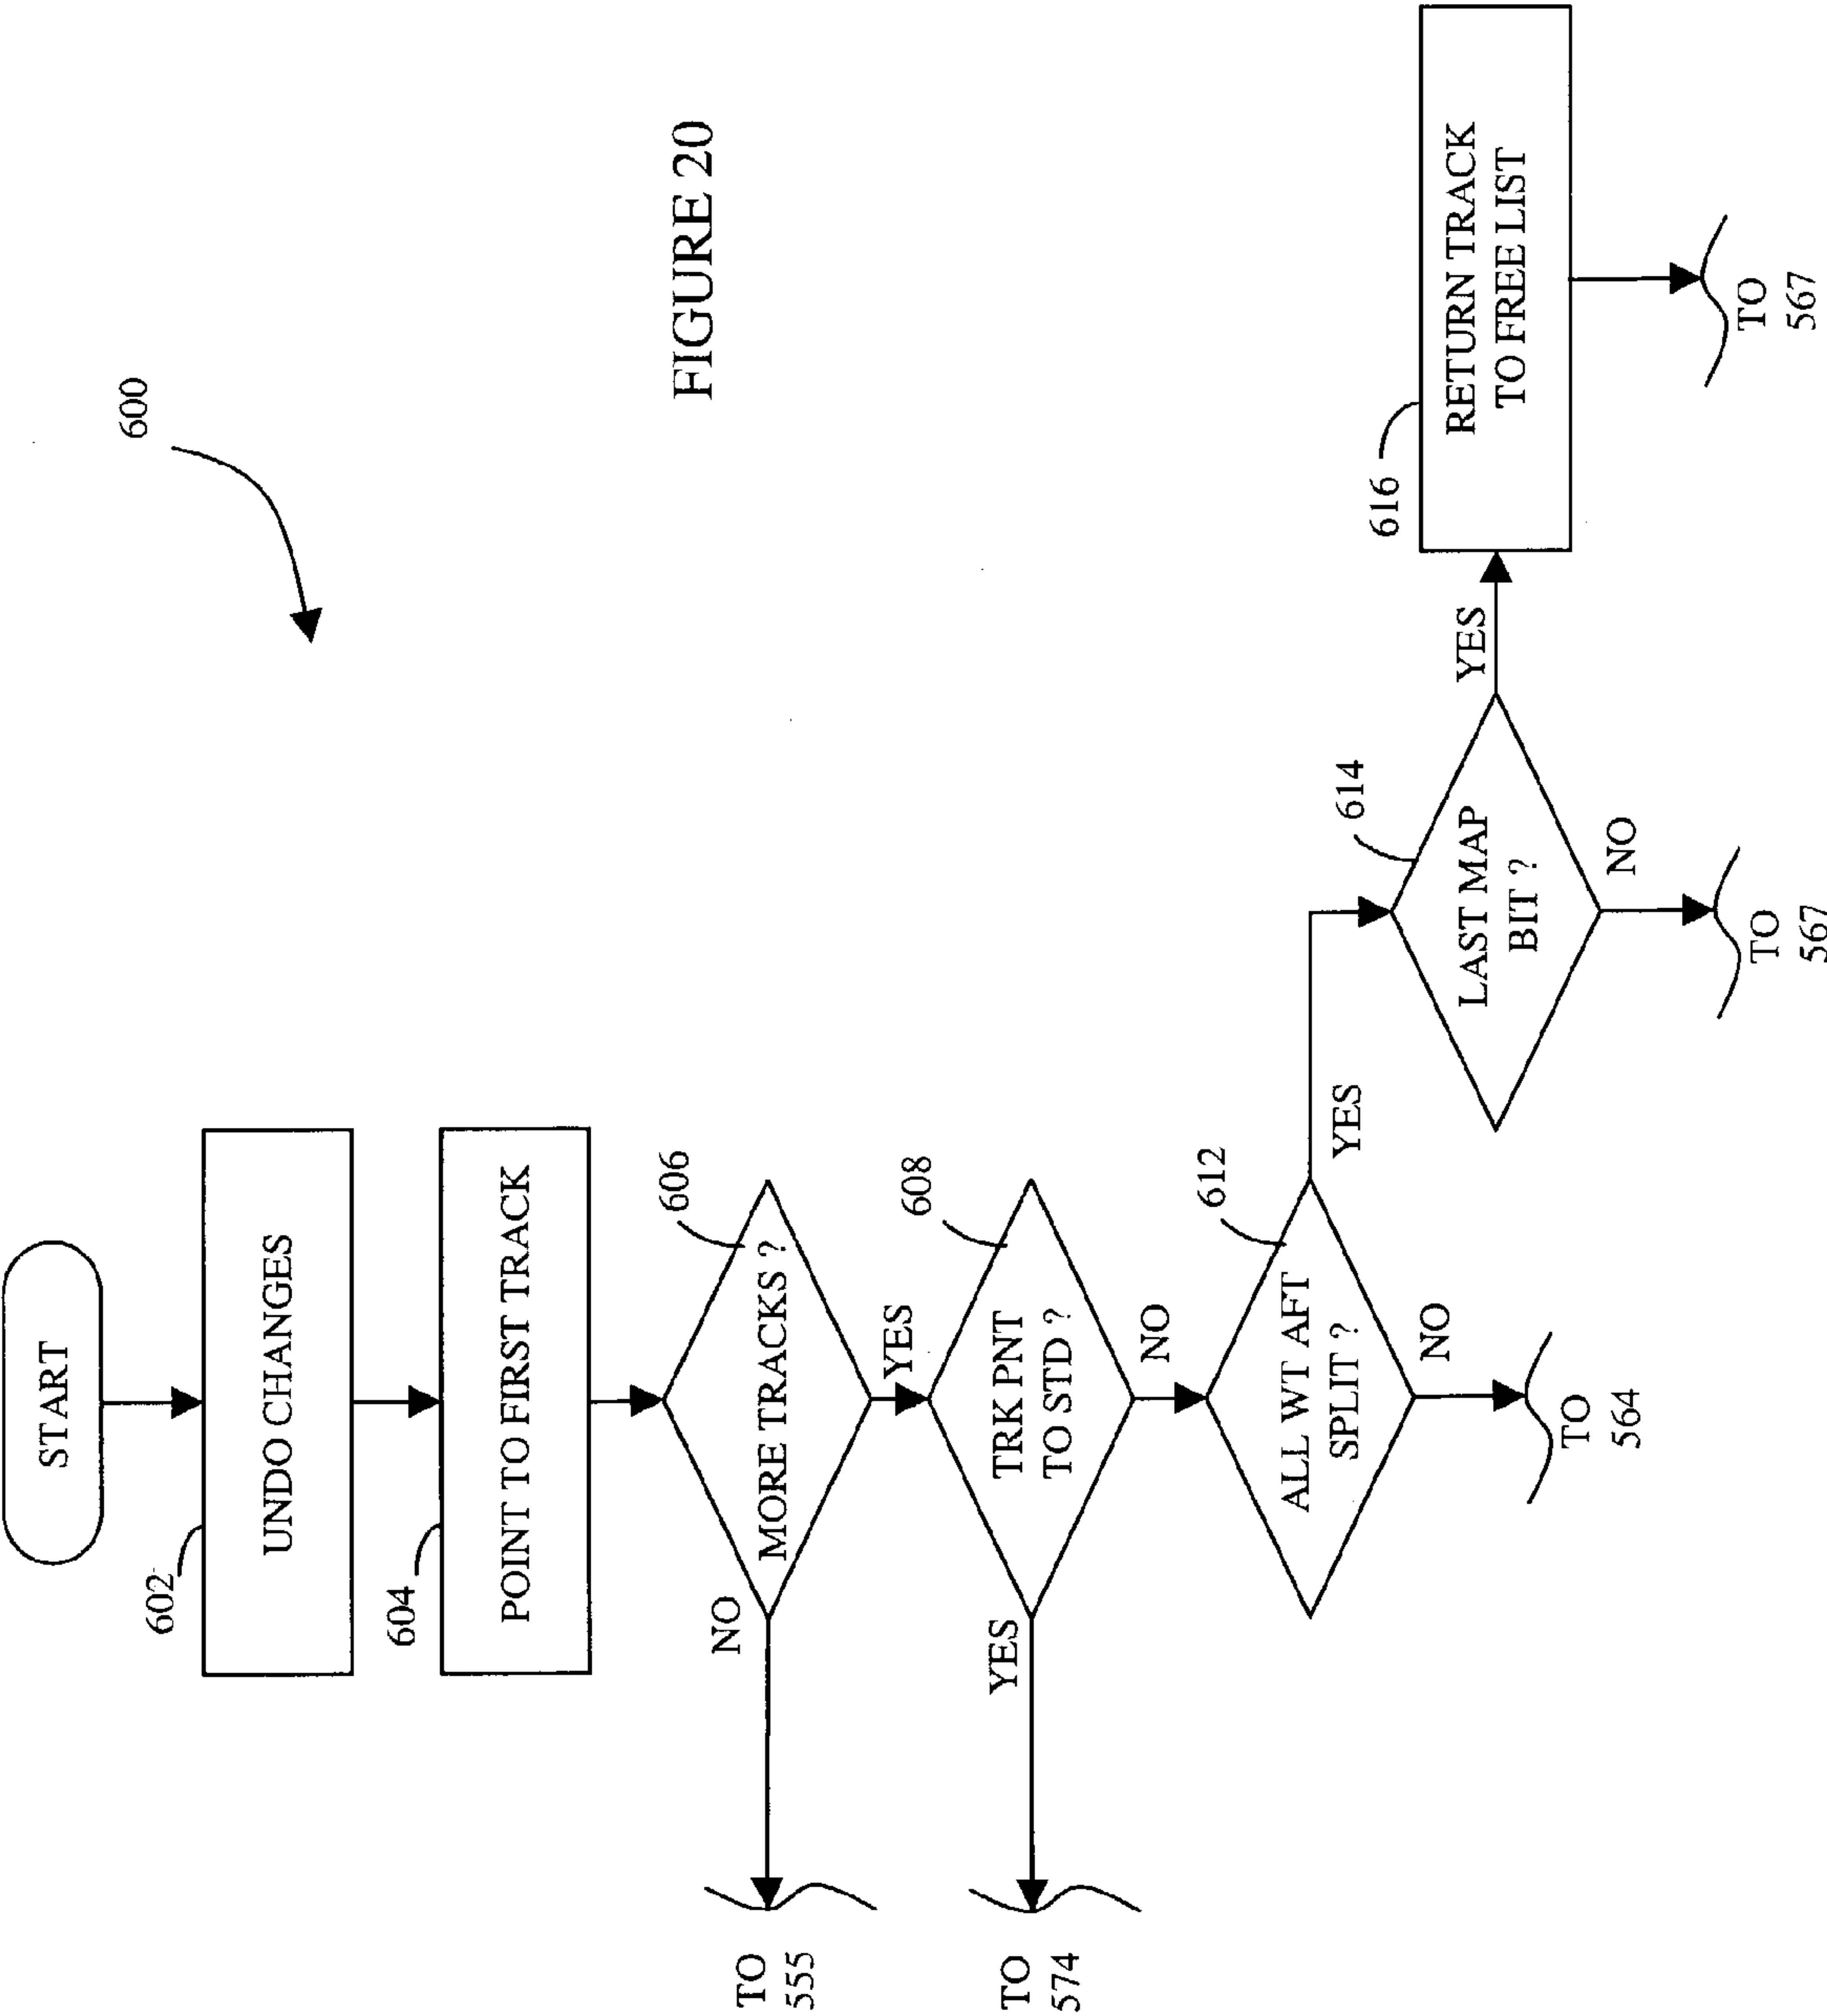 600
START
602
UNDO CHANGES
604
POINT TO FIRST TRACK
606
MORE TRACKS ?
NO
TO
555
YES
608
TRK PNT
TO STD ?
YES
TO
574
NO
612
ALL WT AFT
SPLIT ?
NO
TO
564
YES
614
LAST MAP
BIT ?
NO
TO
567
YES
616
RETURN TRACK
TO FREE LIST
TO
567
FIGURE 20